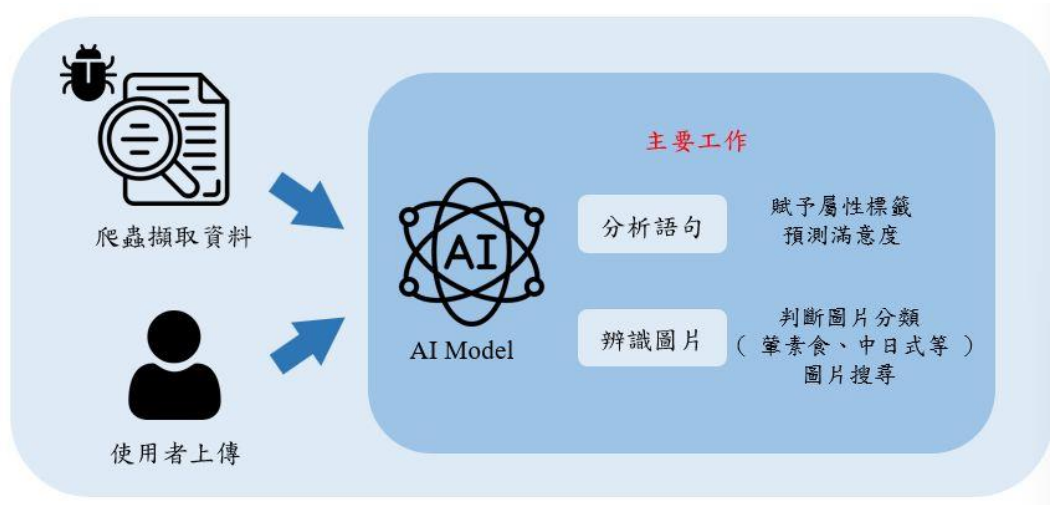 爬蟲擷取資料
使用者上傳
AI
AI Model
主要工作
分析語句
賦予屬性標籤
預測滿意度
辨識圖片
判斷圖片分類
( 葷素食、中日式等 )
圖片搜尋